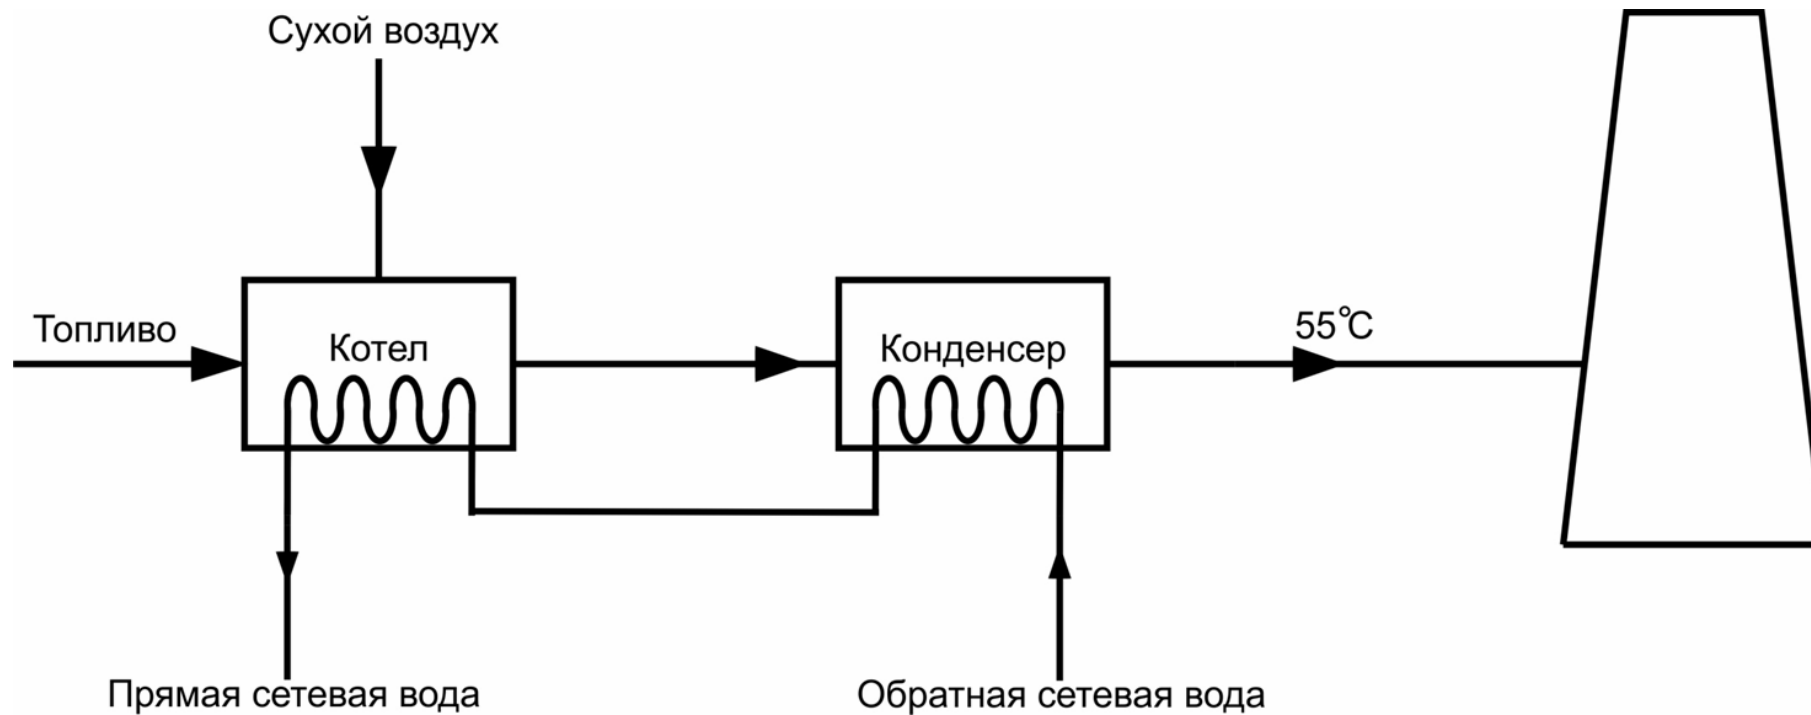 Сухой воздух
Топливо
Котел
Конденсер
55°C
Прямая сетевая вода
Обратная сетевая вода